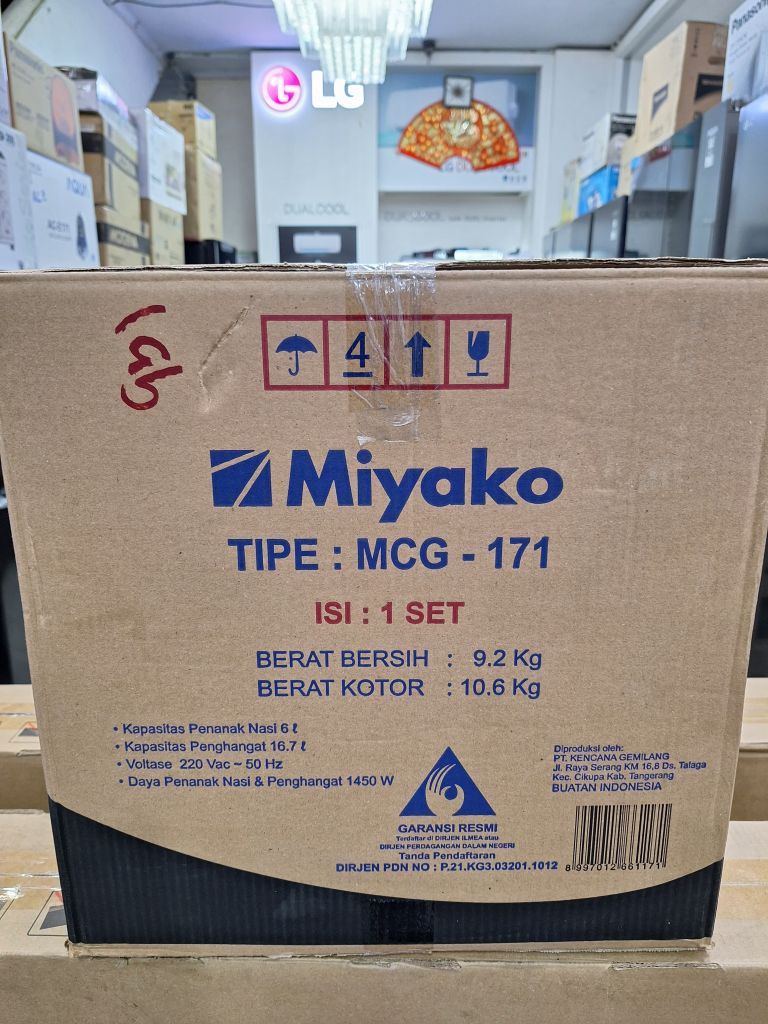 LG
Panasonic
AQUA
DUALCOOL
DUALCOOL
4
Miyako
TIPE : MCG - 171
ISI : 1 SET
BERAT BERSIH : 9.2 Kg
BERAT KOTOR : 10.6 Kg
• Kapasitas Penanak Nasi 6 ℓ
• Kapasitas Penghangat 16.7 ℓ
• Voltase 220 Vac ~ 50 Hz
• Daya Penanak Nasi & Penghangat 1450 W
GARANSI RESMI
Terdaftar di DIRJEN ILMEA atau
DIRJEN PERDAGANGAN DALAM NEGERI
Tanda Pendaftaran
DIRJEN PDN NO : P.21.KG3.03201.1012
Diproduksi oleh:
PT. KENCANA GEMILANG
Jl. Raya Serang KM 16,8 Ds. Talaga
Kec. Cikupa Kab. Tangerang
BUATAN INDONESIA
8 997012 661171